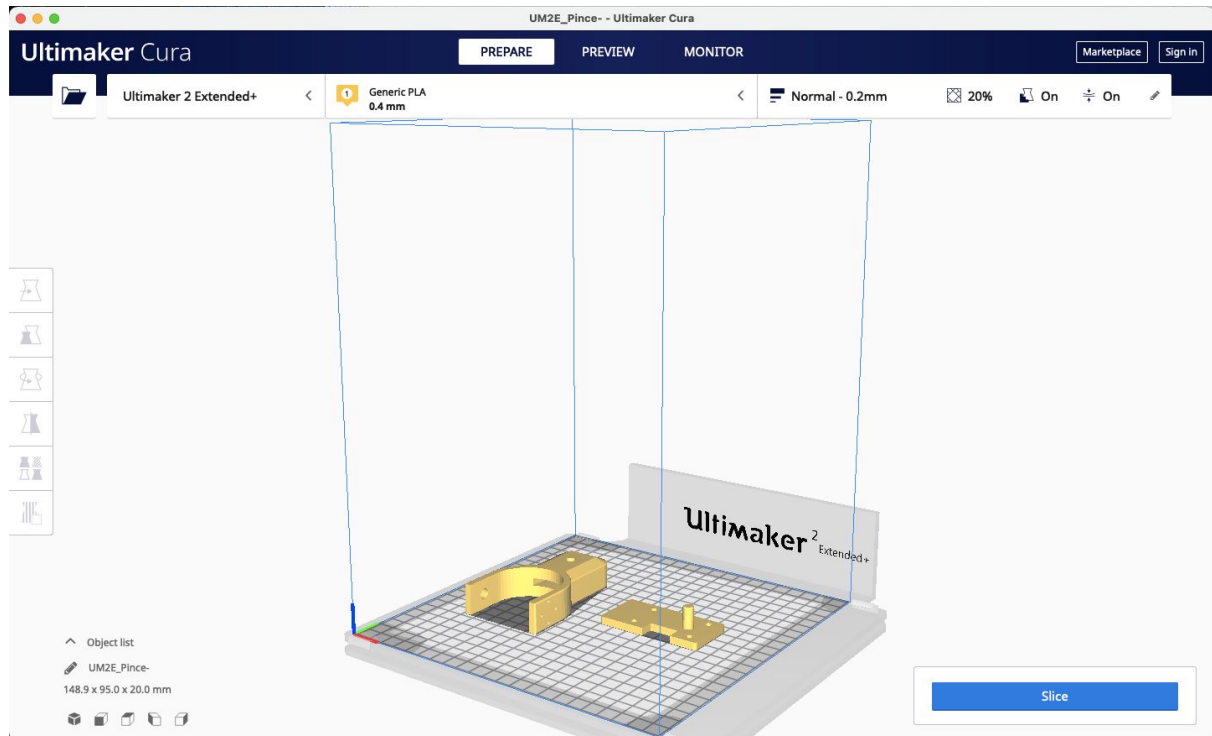 UM2E_Pince- - Ultimaker Cura
Ultimaker Cura
PREPARE PREVIEW MONITOR
Marketplace Sign in
Ultimaker 2 Extended+
1
Generic PLA
0.4 mm
Normal - 0.2mm
20%
On
On
Ultimaker 2 Extended+
Object list
UM2E_Pince-
148.9 x 95.0 x 20.0 mm
Slice